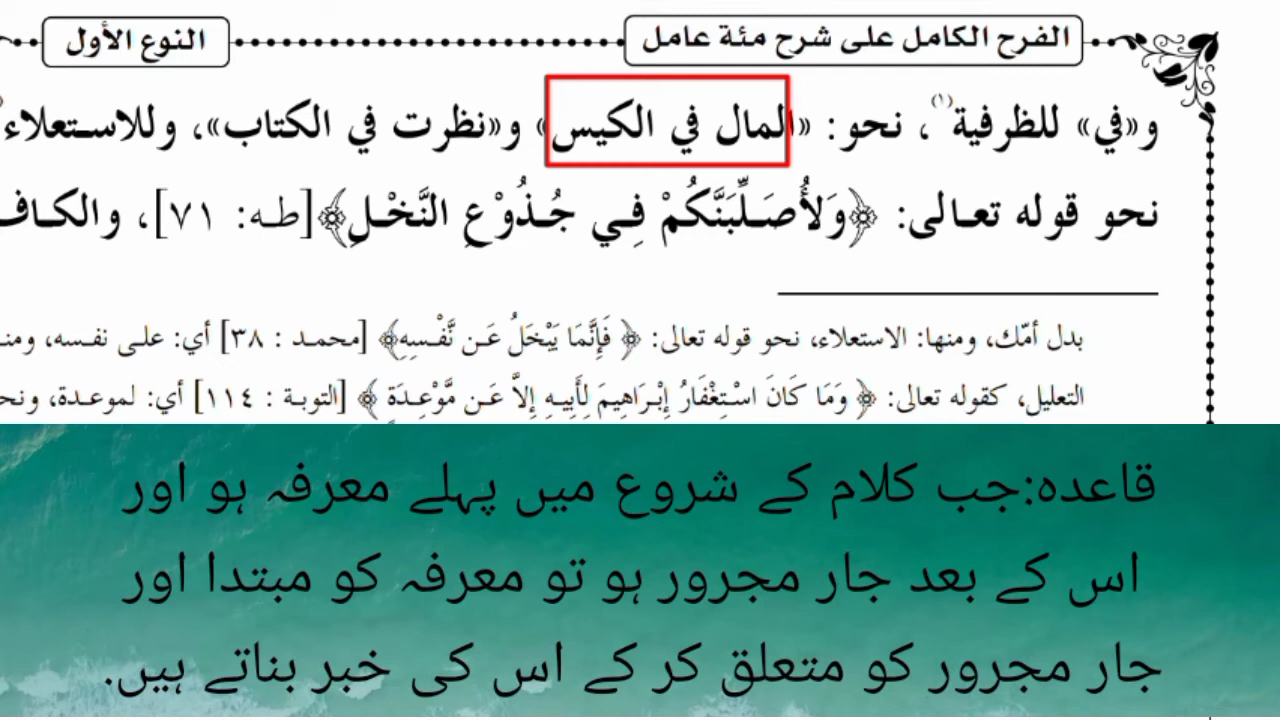 الفرح الكامل على شرح مئة عامل
النوع الأول
و«في» للظرفية(١)، نحو: «المال في الكيس» و«نظرت في الكتاب»، وللاستعلاء
نحو قوله تعالى: ﴿وَلَأُصَلِّبَنَّكُمْ فِي جُذُوْعِ النَّخْلِ﴾[طه: ٧١]، والكاف
بدل أمّك، ومنها: الاستعلاء، نحو قوله تعالى: ﴿ فَإِنَّمَا يَبْخَلُ عَن نَّفْسِهِ﴾ [محمد : ٣٨] أي: على نفسه، ومنـ
التعليل، كقوله تعالى: ﴿ وَمَا كَانَ اسْتِغْفَارُ إِبْرَاهِيمَ لِأَبِيهِ إِلاَّ عَن مَّوْعِدَةٍ ﴾ [التوبة : ١١٤] أي: لموعدة، ونحـ
قاعدہ:جب کلام کے شروع میں پہلے معرفہ ہو اور
اس کے بعد جار مجرور ہو تو معرفہ کو مبتدا اور
جار مجرور کو متعلق کر کے اس کی خبر بناتے ہیں.